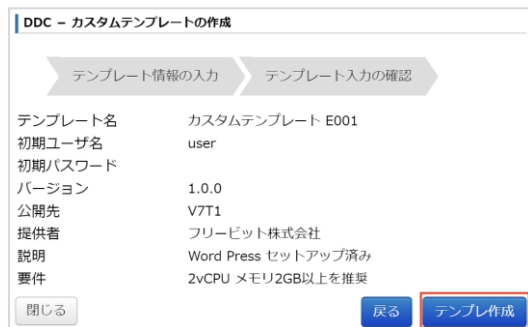 DDC − カスタムテンプレートの作成
テンプレート情報の入力 テンプレート入力の確認
テンプレート名 カスタムテンプレート E001
初期ユーザ名 user
初期パスワード
バージョン 1.0.0
公開先 V7T1
提供者 フリービット株式会社
説明 Word Press セットアップ済み
要件 2vCPU メモリ2GB以上を推奨
閉じる 戻る テンプレ作成